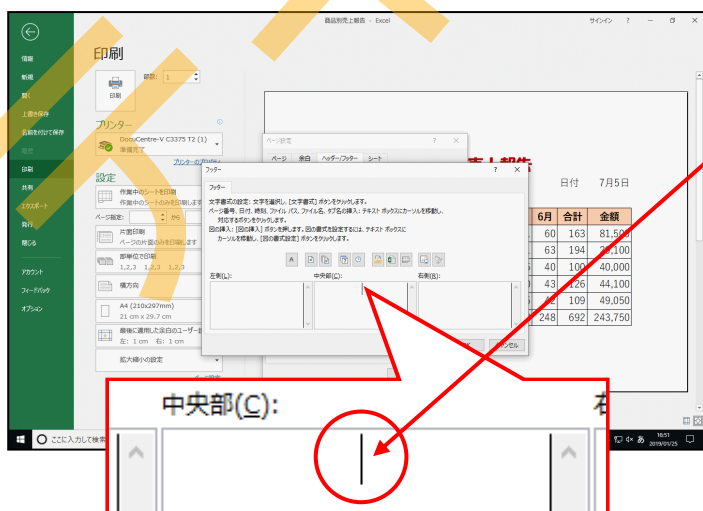 商品別売上報告 - Excel
サインイン ?
情報
新規
開く
上書き保存
名前を付けて保存
印刷
共有
エクスポート
発行
閉じる
アカウント
フィードバック
オプション
印刷
部数: 1
印刷
プリンター
DocuCentre-V C3375 T2 (1)
準備完了
設定
作業中のシートを印刷
作業中のシートのみを印刷します
ページ指定: から
片面印刷
ページの片面のみを印刷します
部単位で印刷
1,2,3 1,2,3 1,2,3
横方向
A4 (210x297mm)
21 cm x 29.7 cm
最後に適用した余白のユーザー設
左: 1 cm 右: 1 cm
拡大縮小の設定
ページ設定 ? ×
ページ 余白 ヘッダー/フッター シート
日付 7月5日
6月 合計 金額
60 163 81,500
63 194
40 100 40,000
43 126 44,100
42 109 49,050
248 692 243,750
フッター ? ×
フッター
文字書式の設定: 文字を選択し、[文字書式] ボタンをクリックします。
ページ番号、日付、時刻、ファイル パス、ファイル名、タブ名の挿入: テキスト ボックスにカーソルを移動し、
対応するボタンをクリックします。
図の挿入: [図の挿入] ボタンを押します。図の書式を設定するには、テキスト ボックスに
カーソルを移動し、[図の書式設定] ボタンをクリックします。
左側(L): 中央部(C): 右側(R):
OK キャンセル
中央部(C):
ここに入力して検索
あ 16:51
2019/01/25